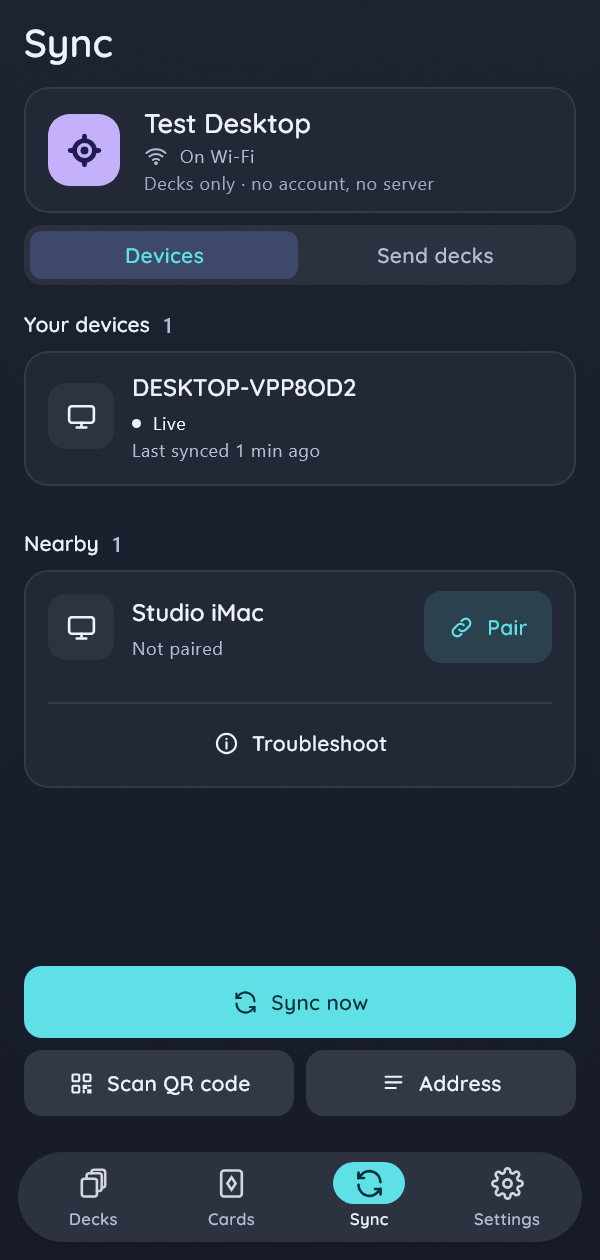 Sync
Test Desktop
On Wi-Fi
Decks only · no account, no server
Devices
Send decks
Your devices 1
DESKTOP-VPP8OD2
Live
Last synced 1 min ago
Nearby 1
Studio iMac
Not paired
Pair
Troubleshoot
Sync now
Scan QR code
Address
Decks
Cards
Sync
Settings